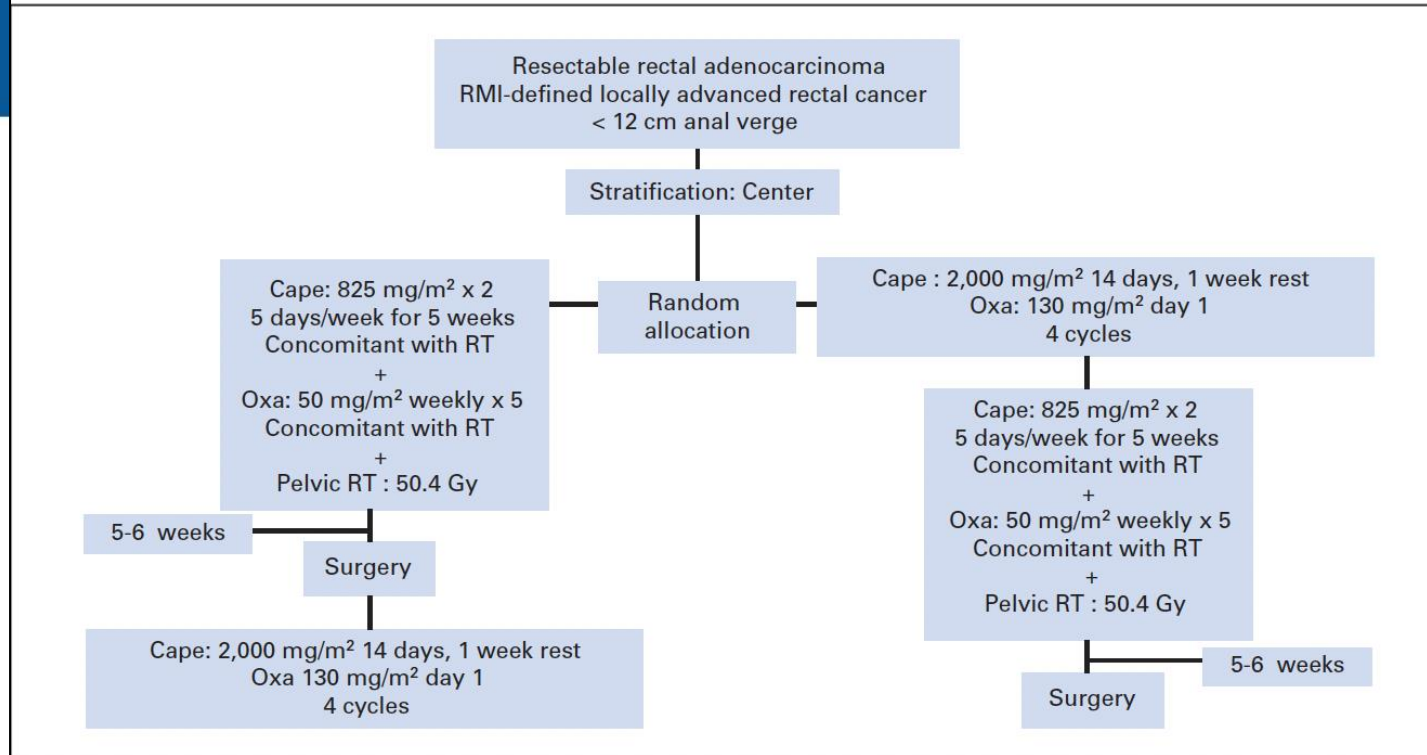 Resectable rectal adenocarcinoma
RMI-defined locally advanced rectal cancer
< 12 cm anal verge
Stratification: Center
Random
allocation
Cape: 825 mg/m² x 2
5 days/week for 5 weeks
Concomitant with RT
+
Oxa: 50 mg/m² weekly x 5
Concomitant with RT
+
Pelvic RT : 50.4 Gy
5-6 weeks
Surgery
Cape: 2,000 mg/m² 14 days, 1 week rest
Oxa 130 mg/m² day 1
4 cycles
Cape : 2,000 mg/m² 14 days, 1 week rest
Oxa: 130 mg/m² day 1
4 cycles
Cape: 825 mg/m² x 2
5 days/week for 5 weeks
Concomitant with RT
+
Oxa: 50 mg/m² weekly x 5
Concomitant with RT
+
Pelvic RT : 50.4 Gy
5-6 weeks
Surgery